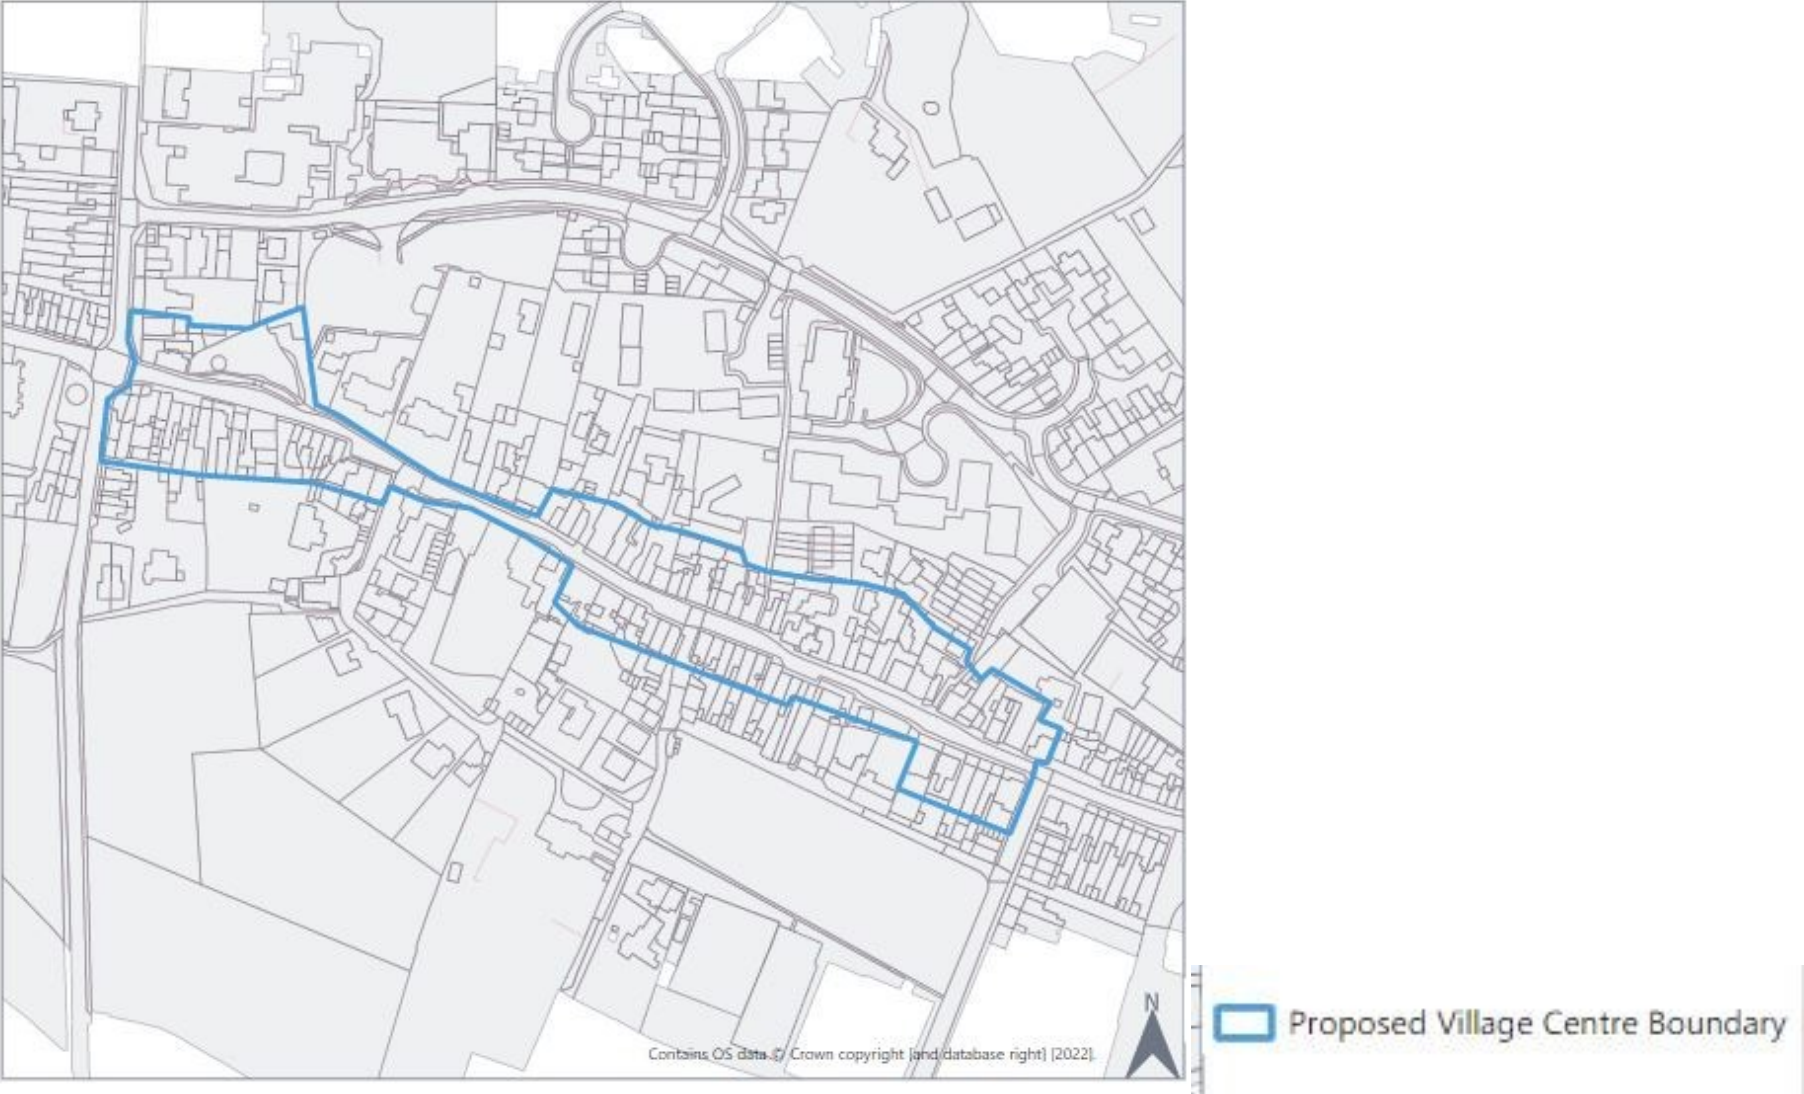 N
Contains OS data © Crown copyright [and database right] [2022].
Proposed Village Centre Boundary